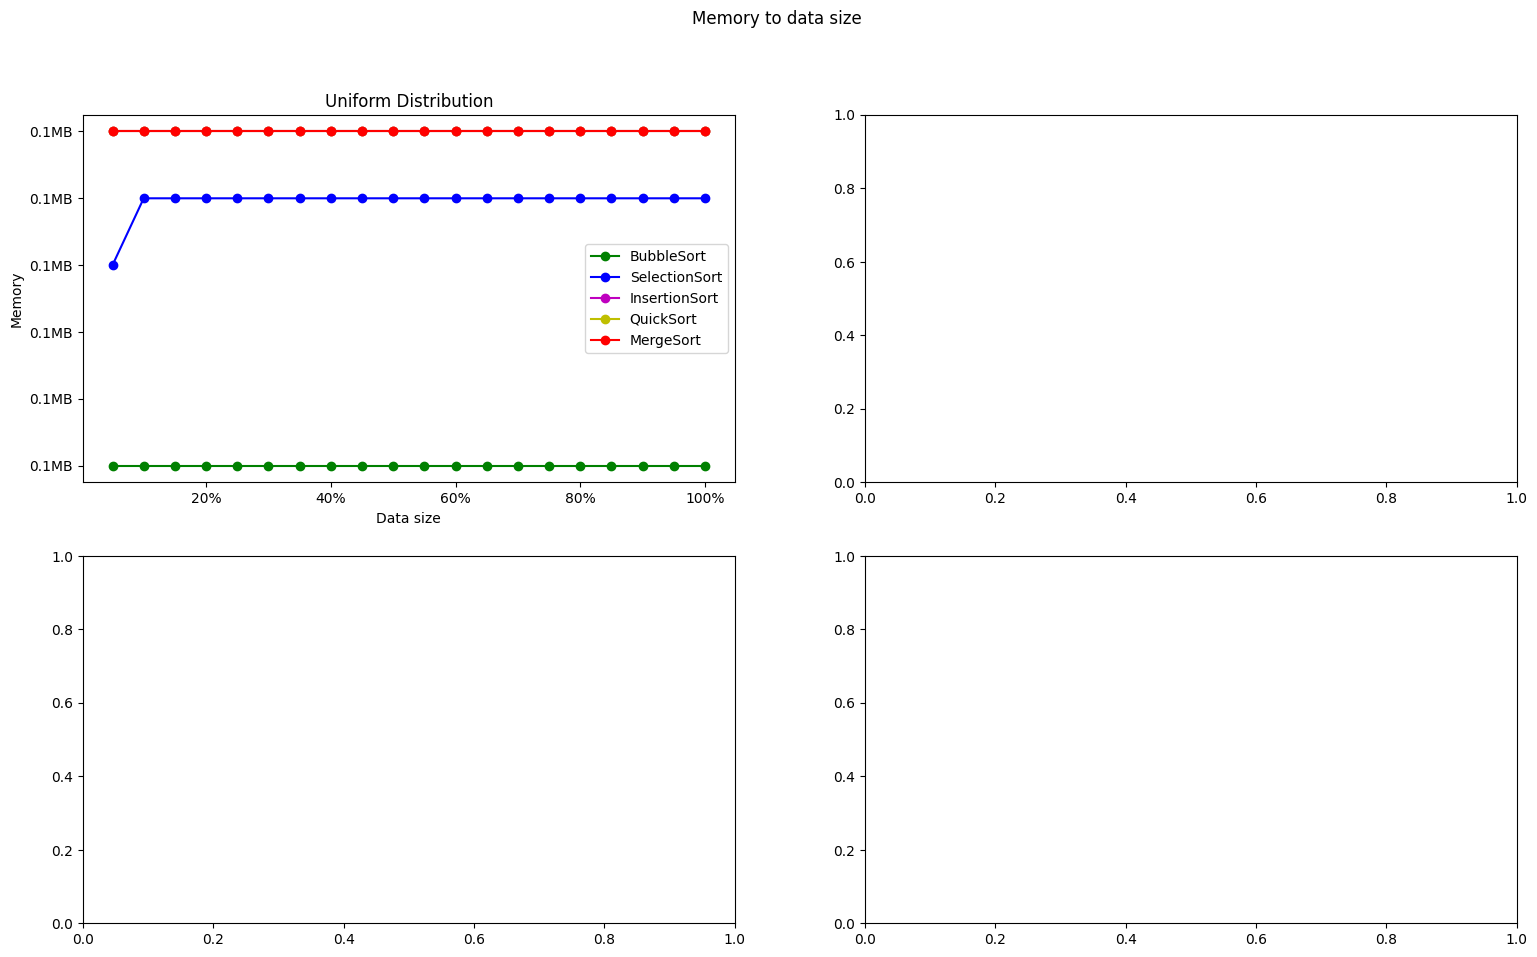 Memory to data size
Uniform Distribution
0.1MB
0.1MB
0.1MB
0.1MB
0.1MB
0.1MB
Memory
BubbleSort
SelectionSort
InsertionSort
QuickSort
MergeSort
20% 40% 60% 80% 100%
Data size
1.0
0.8
0.6
0.4
0.2
0.0
0.0 0.2 0.4 0.6 0.8 1.0
1.0
0.8
0.6
0.4
0.2
0.0
0.0 0.2 0.4 0.6 0.8 1.0
1.0
0.8
0.6
0.4
0.2
0.0
0.0 0.2 0.4 0.6 0.8 1.0